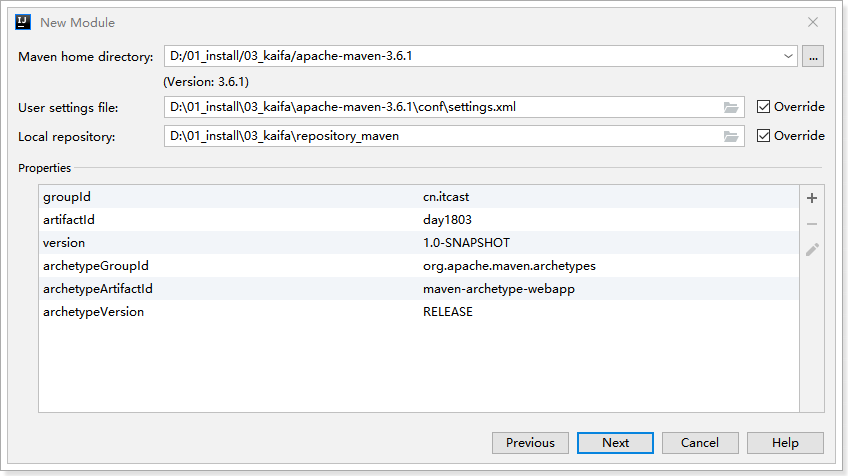 IJ New Module
Maven home directory: D:/01_install/03_kaifa/apache-maven-3.6.1 ...
(Version: 3.6.1)
User settings file: D:\01_install\03_kaifa\apache-maven-3.6.1\conf\settings.xml Override
Local repository: D:\01_install\03_kaifa\repository_maven Override
Properties
groupId cn.itcast
artifactId day1803
version 1.0-SNAPSHOT
archetypeGroupId org.apache.maven.archetypes
archetypeArtifactId maven-archetype-webapp
archetypeVersion RELEASE
Previous Next Cancel Help